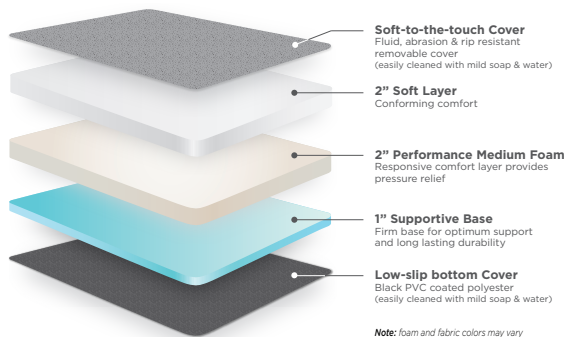 Soft-to-the-touch Cover
Fluid, abrasion & rip resistant
removable cover
(easily cleaned with mild soap & water)
2” Soft Layer
Conforming comfort
2” Performance Medium Foam
Responsive comfort layer provides
pressure relief
1” Supportive Base
Firm base for optimum support
and long lasting durability
Low-slip bottom Cover
Black PVC coated polyester
(easily cleaned with mild soap & water)
Note: foam and fabric colors may vary